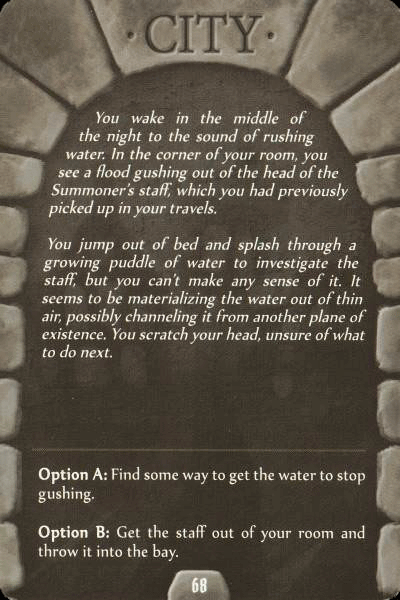 · CITY ·
You wake in the middle of
the night to the sound of rushing
water. In the corner of your room, you
see a flood gushing out of the head of the
Summoner's staff, which you had previously
picked up in your travels.
You jump out of bed and splash through a
growing puddle of water to investigate the
staff, but you can't make any sense of it. It
seems to be materializing the water out of thin
air, possibly channeling it from another plane of
existence. You scratch your head, unsure of what
to do next.
Option A: Find some way to get the water to stop
gushing.
Option B: Get the staff out of your room and
throw it into the bay.
68